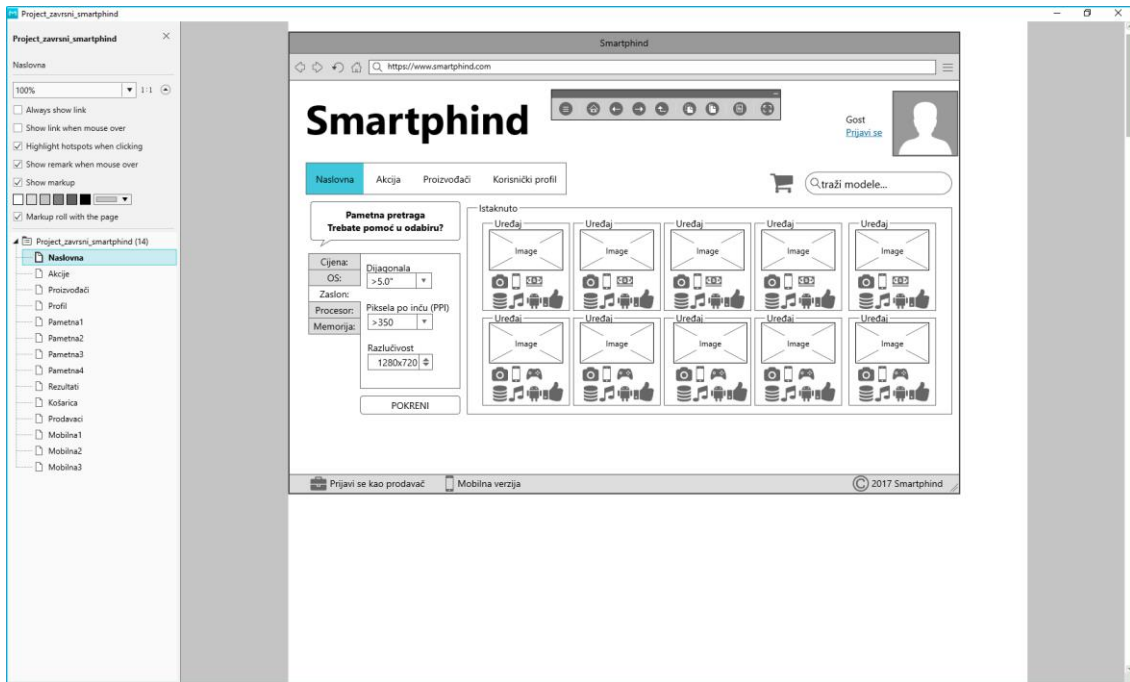 Project_zavrsni_smartphind
Project_zavrsni_smartphind
Naslovna
100%
1:1
Always show link
Show link when mouse over
Highlight hotspots when clicking
Show remark when mouse over
Show markup
Markup roll with the page
Project_zavrsni_smartphind (14)
Naslovna
Akcije
Proizvođači
Profil
Pametna1
Pametna2
Pametna3
Pametna4
Rezultati
Košarica
Prodavaci
Mobilna1
Mobilna2
Mobilna3
Smartphind
https://www.smartphind.com
Smartphind
Gost
Prijavi se
Naslovna Akcija Proizvođači Korisnički profil
traži modele...
Pametna pretraga
Trebate pomoć u odabiru?
Cijena:
OS:
Zaslon:
Procesor:
Memorija:
Dijagonala
>5.0"
Piksela po inču (PPI)
>350
Razlučivost
1280x720
POKRENI
Istaknuto
Uređaj Uređaj Uređaj Uređaj Uređaj
Image Image Image Image Image
Uređaj Uređaj Uređaj Uređaj Uređaj
Image Image Image Image Image
Prijavi se kao prodavač Mobilna verzija © 2017 Smartphind